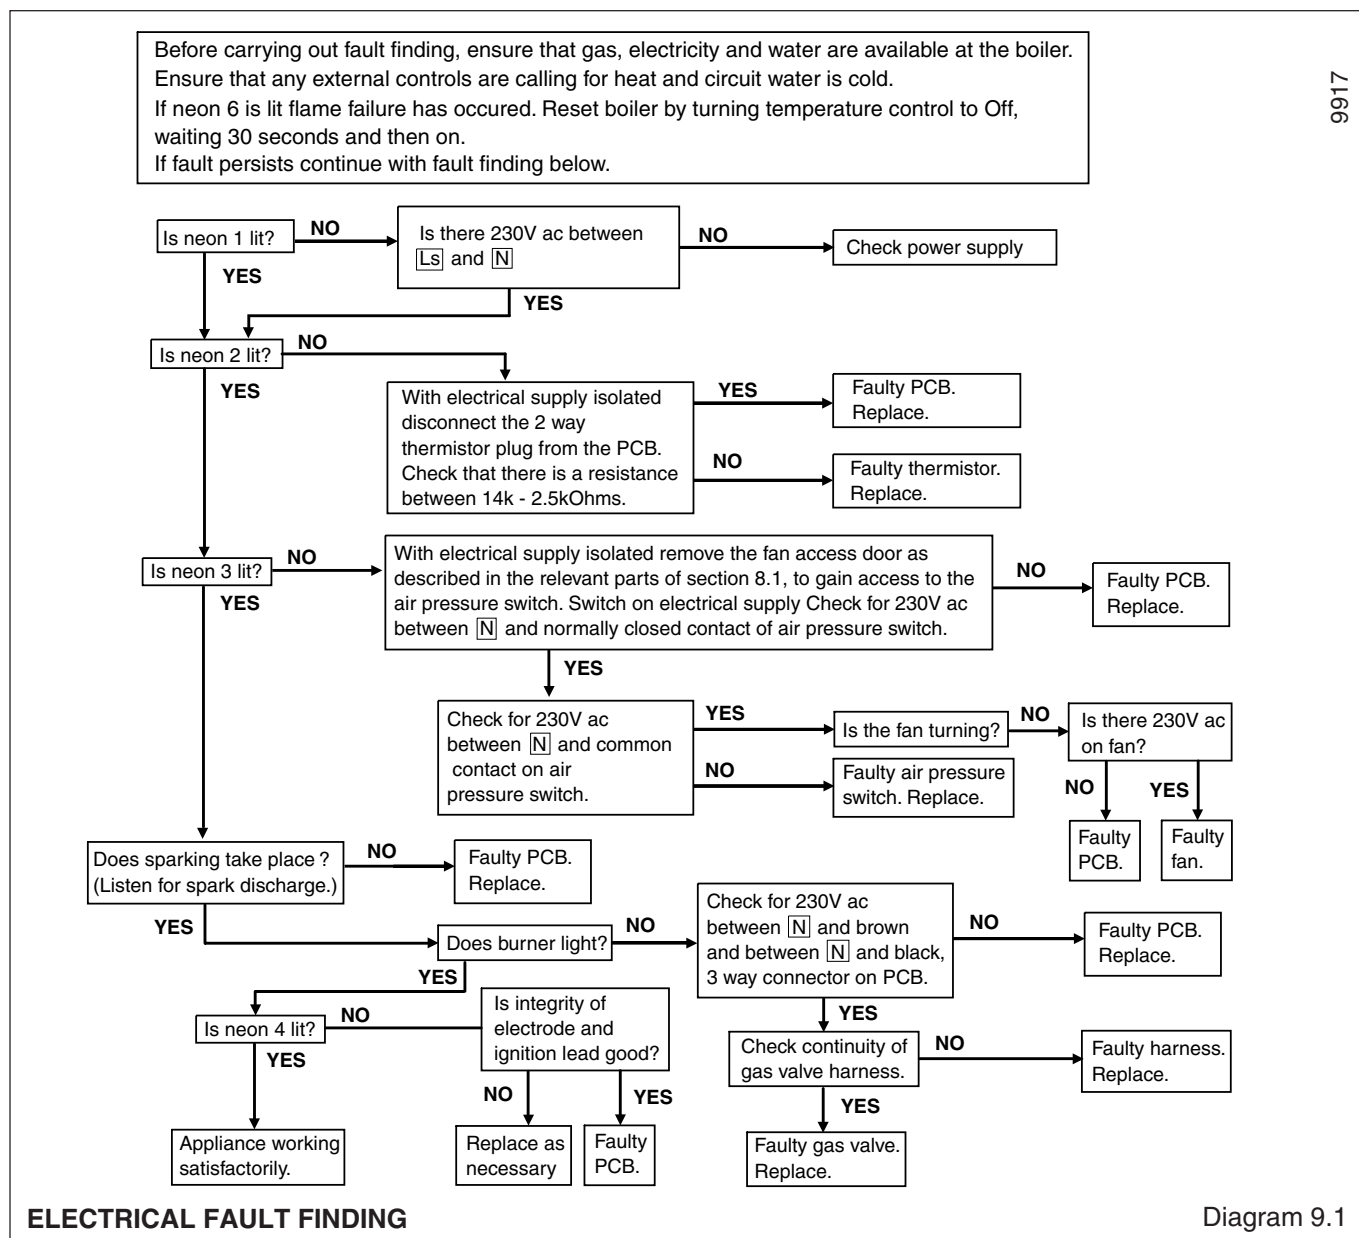 Before carrying out fault finding, ensure that gas, electricity and water are available at the boiler.
Ensure that any external controls are calling for heat and circuit water is cold.
If neon 6 is lit flame failure has occured. Reset boiler by turning temperature control to Off,
waiting 30 seconds and then on.
If fault persists continue with fault finding below.
9917
Is neon 1 lit?
NO
Is there 230V ac between
Ls and N
NO
Check power supply
YES
YES
Is neon 2 lit?
NO
YES
With electrical supply isolated
disconnect the 2 way
thermistor plug from the PCB.
Check that there is a resistance
between 14k - 2.5kOhms.
YES
Faulty PCB.
Replace.
NO
Faulty thermistor.
Replace.
Is neon 3 lit?
NO
YES
With electrical supply isolated remove the fan access door as
described in the relevant parts of section 8.1, to gain access to the
air pressure switch. Switch on electrical supply Check for 230V ac
between N and normally closed contact of air pressure switch.
NO
Faulty PCB.
Replace.
YES
Check for 230V ac
between N and common
contact on air
pressure switch.
YES
Is the fan turning?
NO
Is there 230V ac
on fan?
NO
Faulty air pressure
switch. Replace.
NO
YES
Faulty
PCB.
Faulty
fan.
Does sparking take place ?
(Listen for spark discharge.)
NO
Faulty PCB.
Replace.
YES
Does burner light?
NO
Check for 230V ac
between N and brown
and between N and black,
3 way connector on PCB.
NO
Faulty PCB.
Replace.
YES
YES
Is neon 4 lit?
NO
Is integrity of
electrode and
ignition lead good?
Check continuity of
gas valve harness.
NO
Faulty harness.
Replace.
YES
NO
YES
YES
Appliance working
satisfactorily.
Replace as
necessary
Faulty
PCB.
Faulty gas valve.
Replace.
ELECTRICAL FAULT FINDING
Diagram 9.1